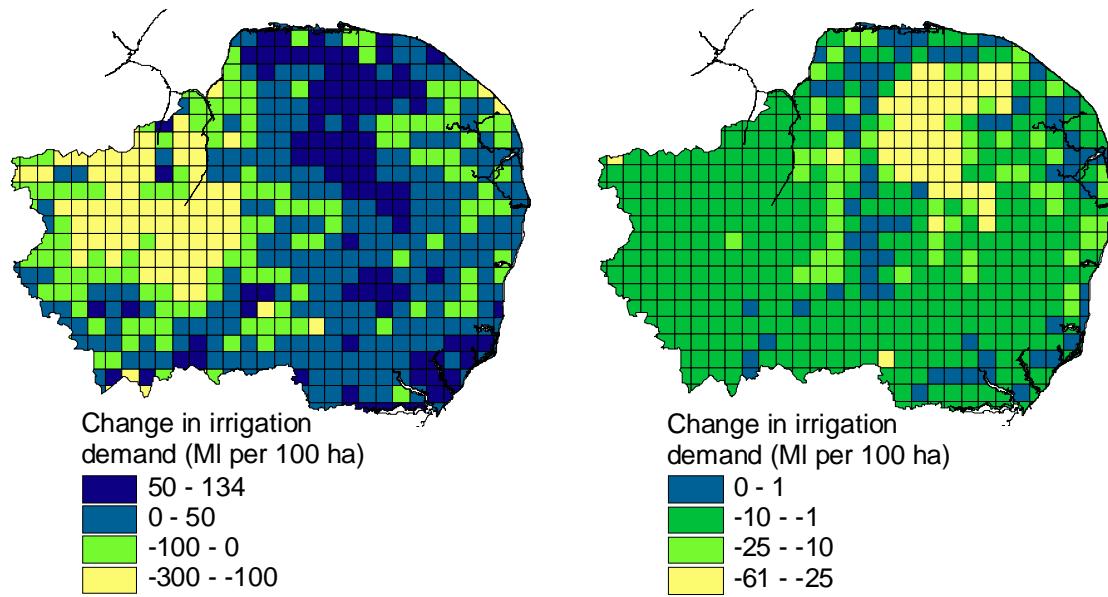 Change in irrigation
demand (Ml per 100 ha)
50 - 134
0 - 50
-100 - 0
-300 - -100
Change in irrigation
demand (Ml per 100 ha)
0 - 1
-10 - -1
-25 - -10
-61 - -25